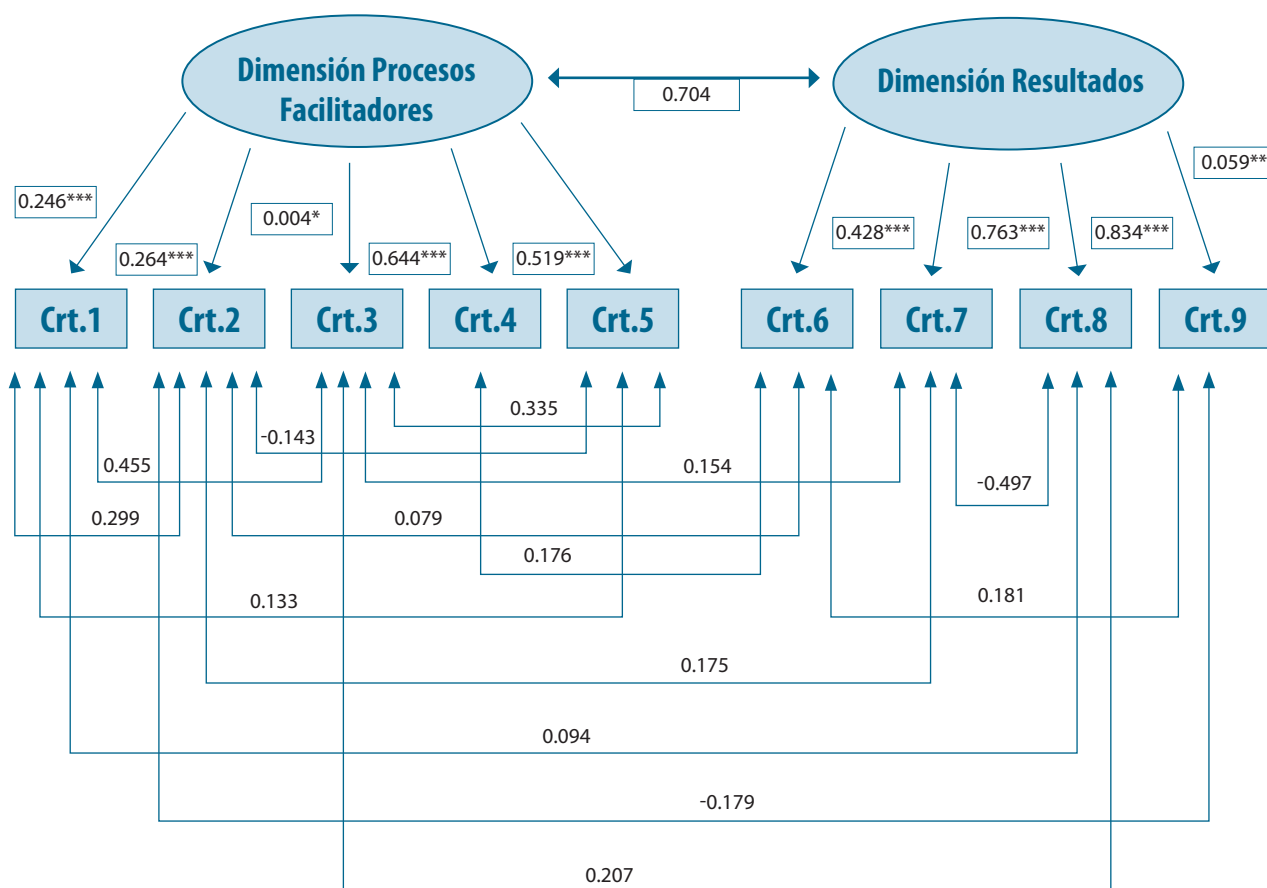 Dimensión Procesos
Facilitadores
Dimensión Resultados
0.704
0.246***
0.264***
0.004*
0.644***
0.519***
0.428***
0.763***
0.834***
0.059**
Crt.1
Crt.2
Crt.3
Crt.4
Crt.5
Crt.6
Crt.7
Crt.8
Crt.9
0.335
-0.143
0.455
0.154
-0.497
0.299
0.079
0.176
0.133
0.181
0.175
0.094
-0.179
0.207